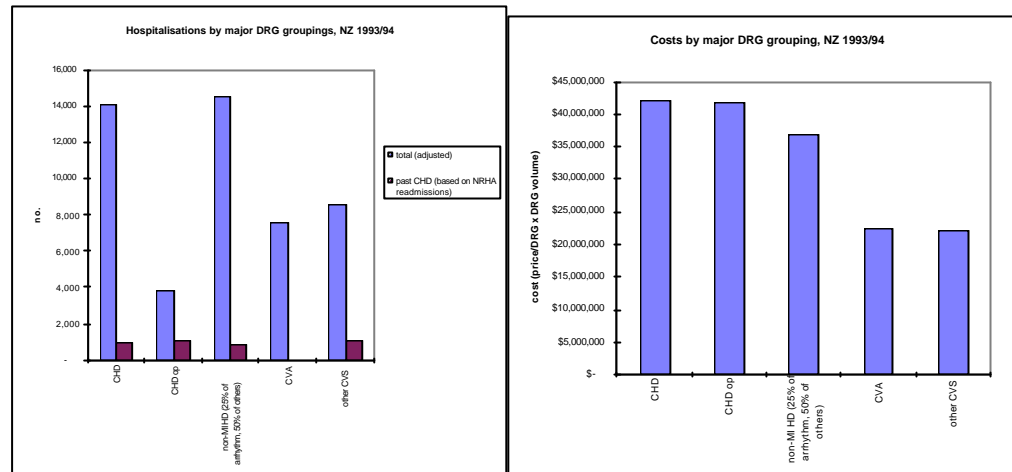 Hospitalisations by major DRG groupings, NZ 1993/94
16,000
14,000
12,000
10,000
8,000
6,000
4,000
2,000
-
no.
CHD
CHD op
non-MI HD (25% of
arrhythm, 50% of others)
CVA
other CVS
total (adjusted)
past CHD (based on NRHA
readmissions)
Costs by major DRG grouping, NZ 1993/94
$45,000,000
$40,000,000
$35,000,000
$30,000,000
$25,000,000
$20,000,000
$15,000,000
$10,000,000
$5,000,000
$-
cost (price/DRG x DRG volume)
CHD
CHD op
non-MI HD (25% of
arrhythm, 50% of
others)
CVA
other CVS